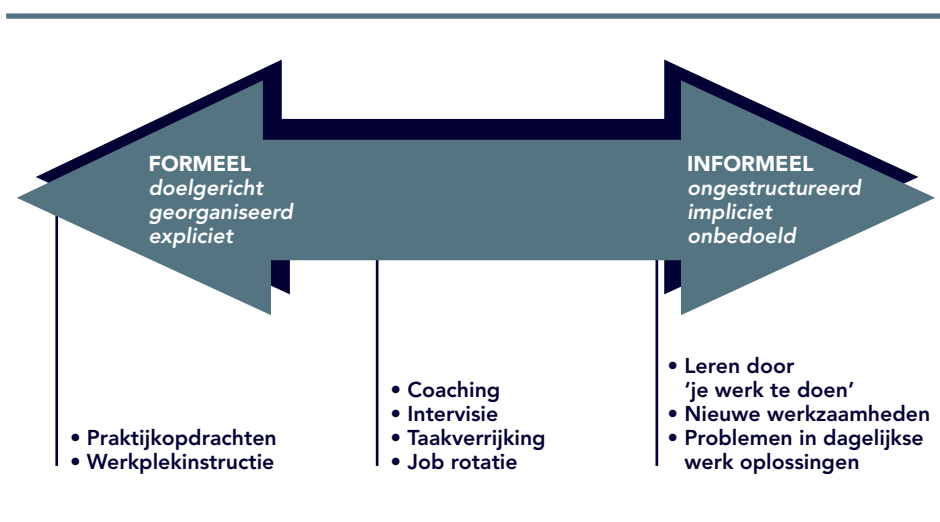 FORMEEL
doelgericht
georganiseerd
expliciet
INFORMEEL
ongestructureerd
impliciet
onbedoeld
• Praktijkopdrachten
• Werkplekinstructie
• Coaching
• Intervisie
• Taakverrijking
• Job rotatie
• Leren door
‘je werk te doen’
• Nieuwe werkzaamheden
• Problemen in dagelijkse
werk oplossingen